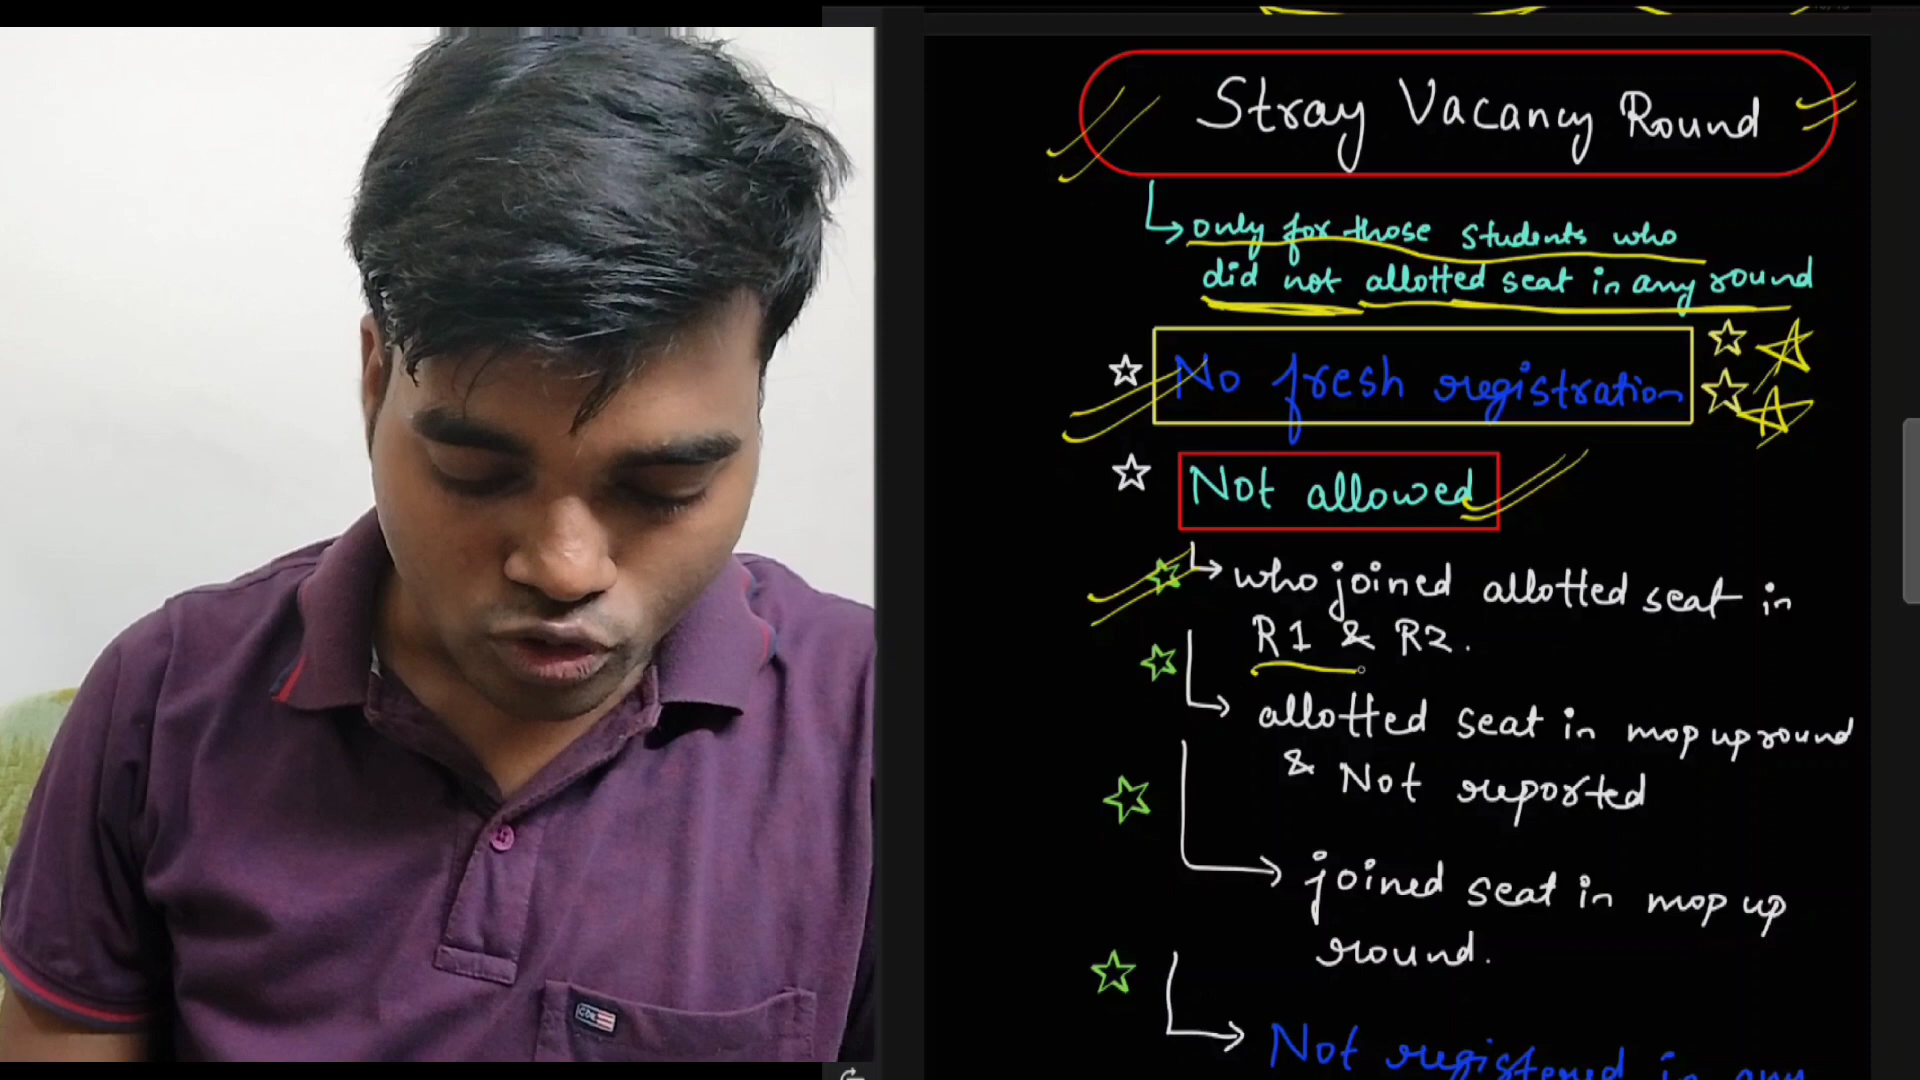 Stray Vacancy Round
only for those students who
did not allotted seat in any round
No fresh registration
Not allowed
who joined allotted seat in
R1 & R2.
allotted seat in mop up round
& Not reported
joined seat in mop up
round.
Not registered in any